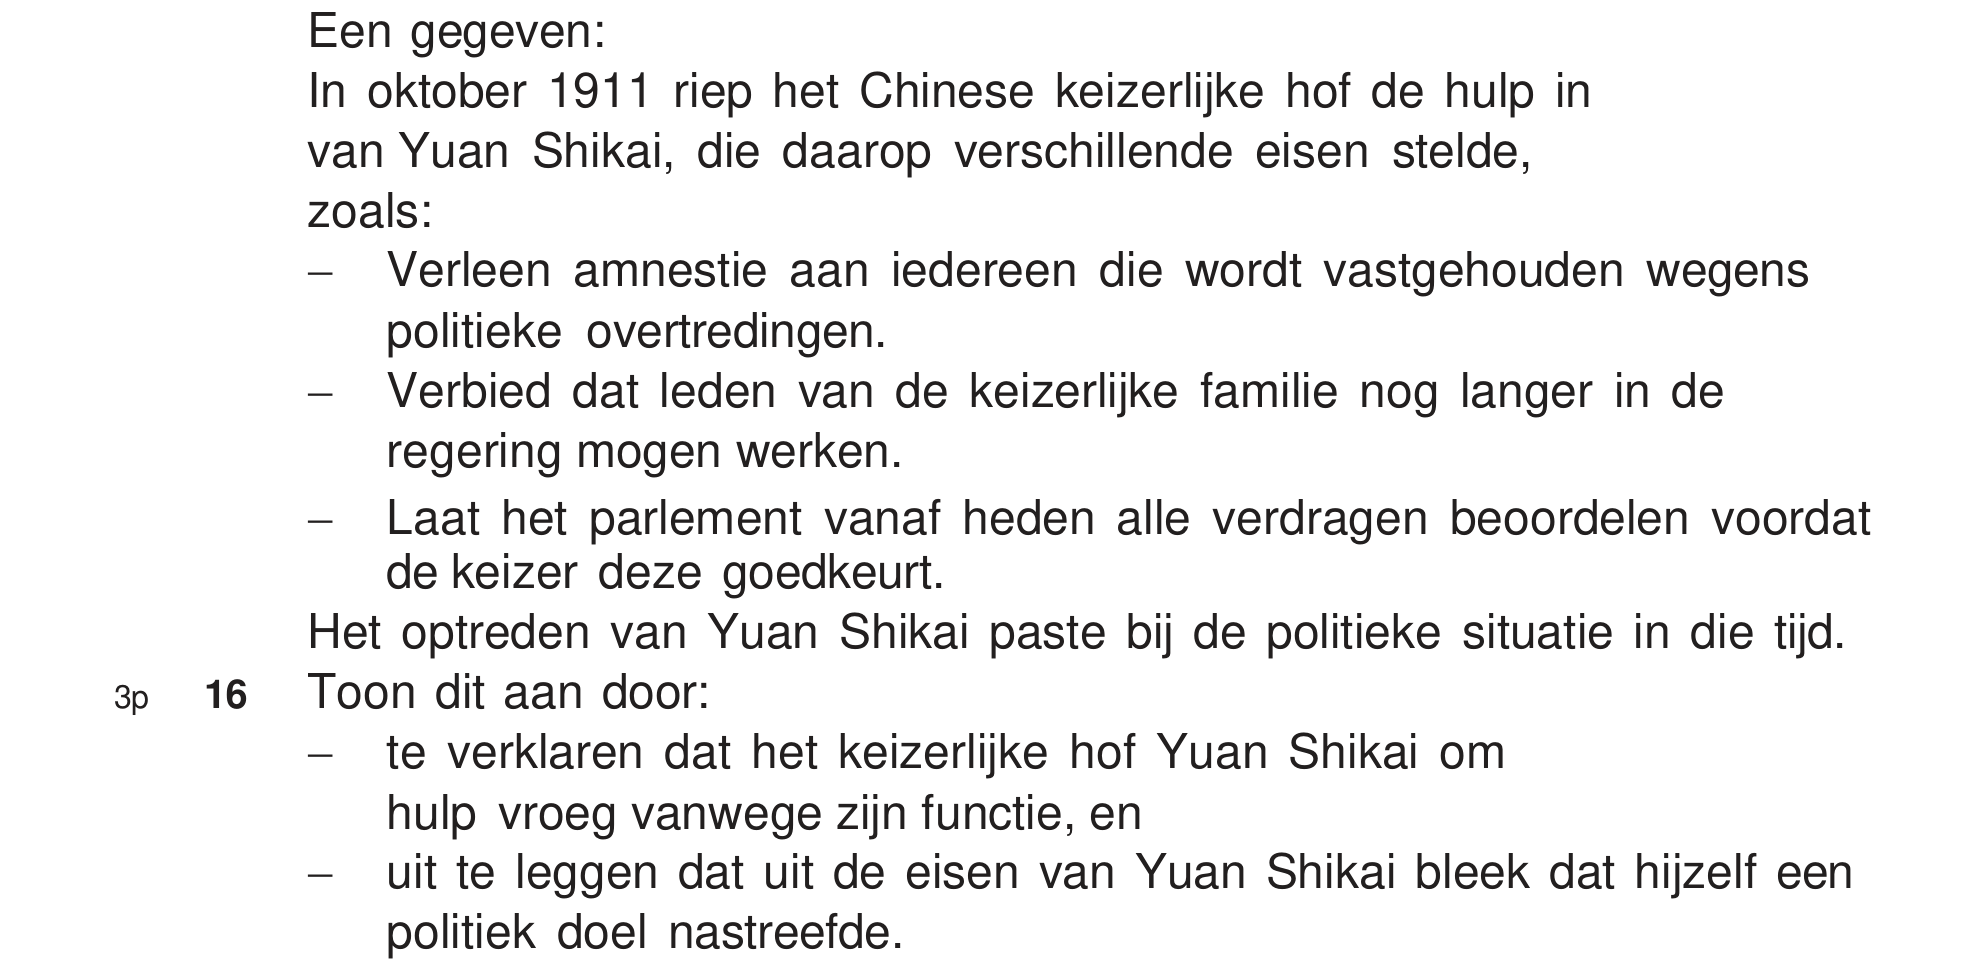 Een gegeven:
In oktober 1911 riep het Chinese keizerlijke hof de hulp in
van Yuan Shikai, die daarop verschillende eisen stelde,
zoals:
– Verleen amnestie aan iedereen die wordt vastgehouden wegens
politieke overtredingen.
– Verbied dat leden van de keizerlijke familie nog langer in de
regering mogen werken.
– Laat het parlement vanaf heden alle verdragen beoordelen voordat
de keizer deze goedkeurt.
Het optreden van Yuan Shikai paste bij de politieke situatie in die tijd.
3p 16 Toon dit aan door:
– te verklaren dat het keizerlijke hof Yuan Shikai om
hulp vroeg vanwege zijn functie, en
– uit te leggen dat uit de eisen van Yuan Shikai bleek dat hijzelf een
politiek doel nastreefde.